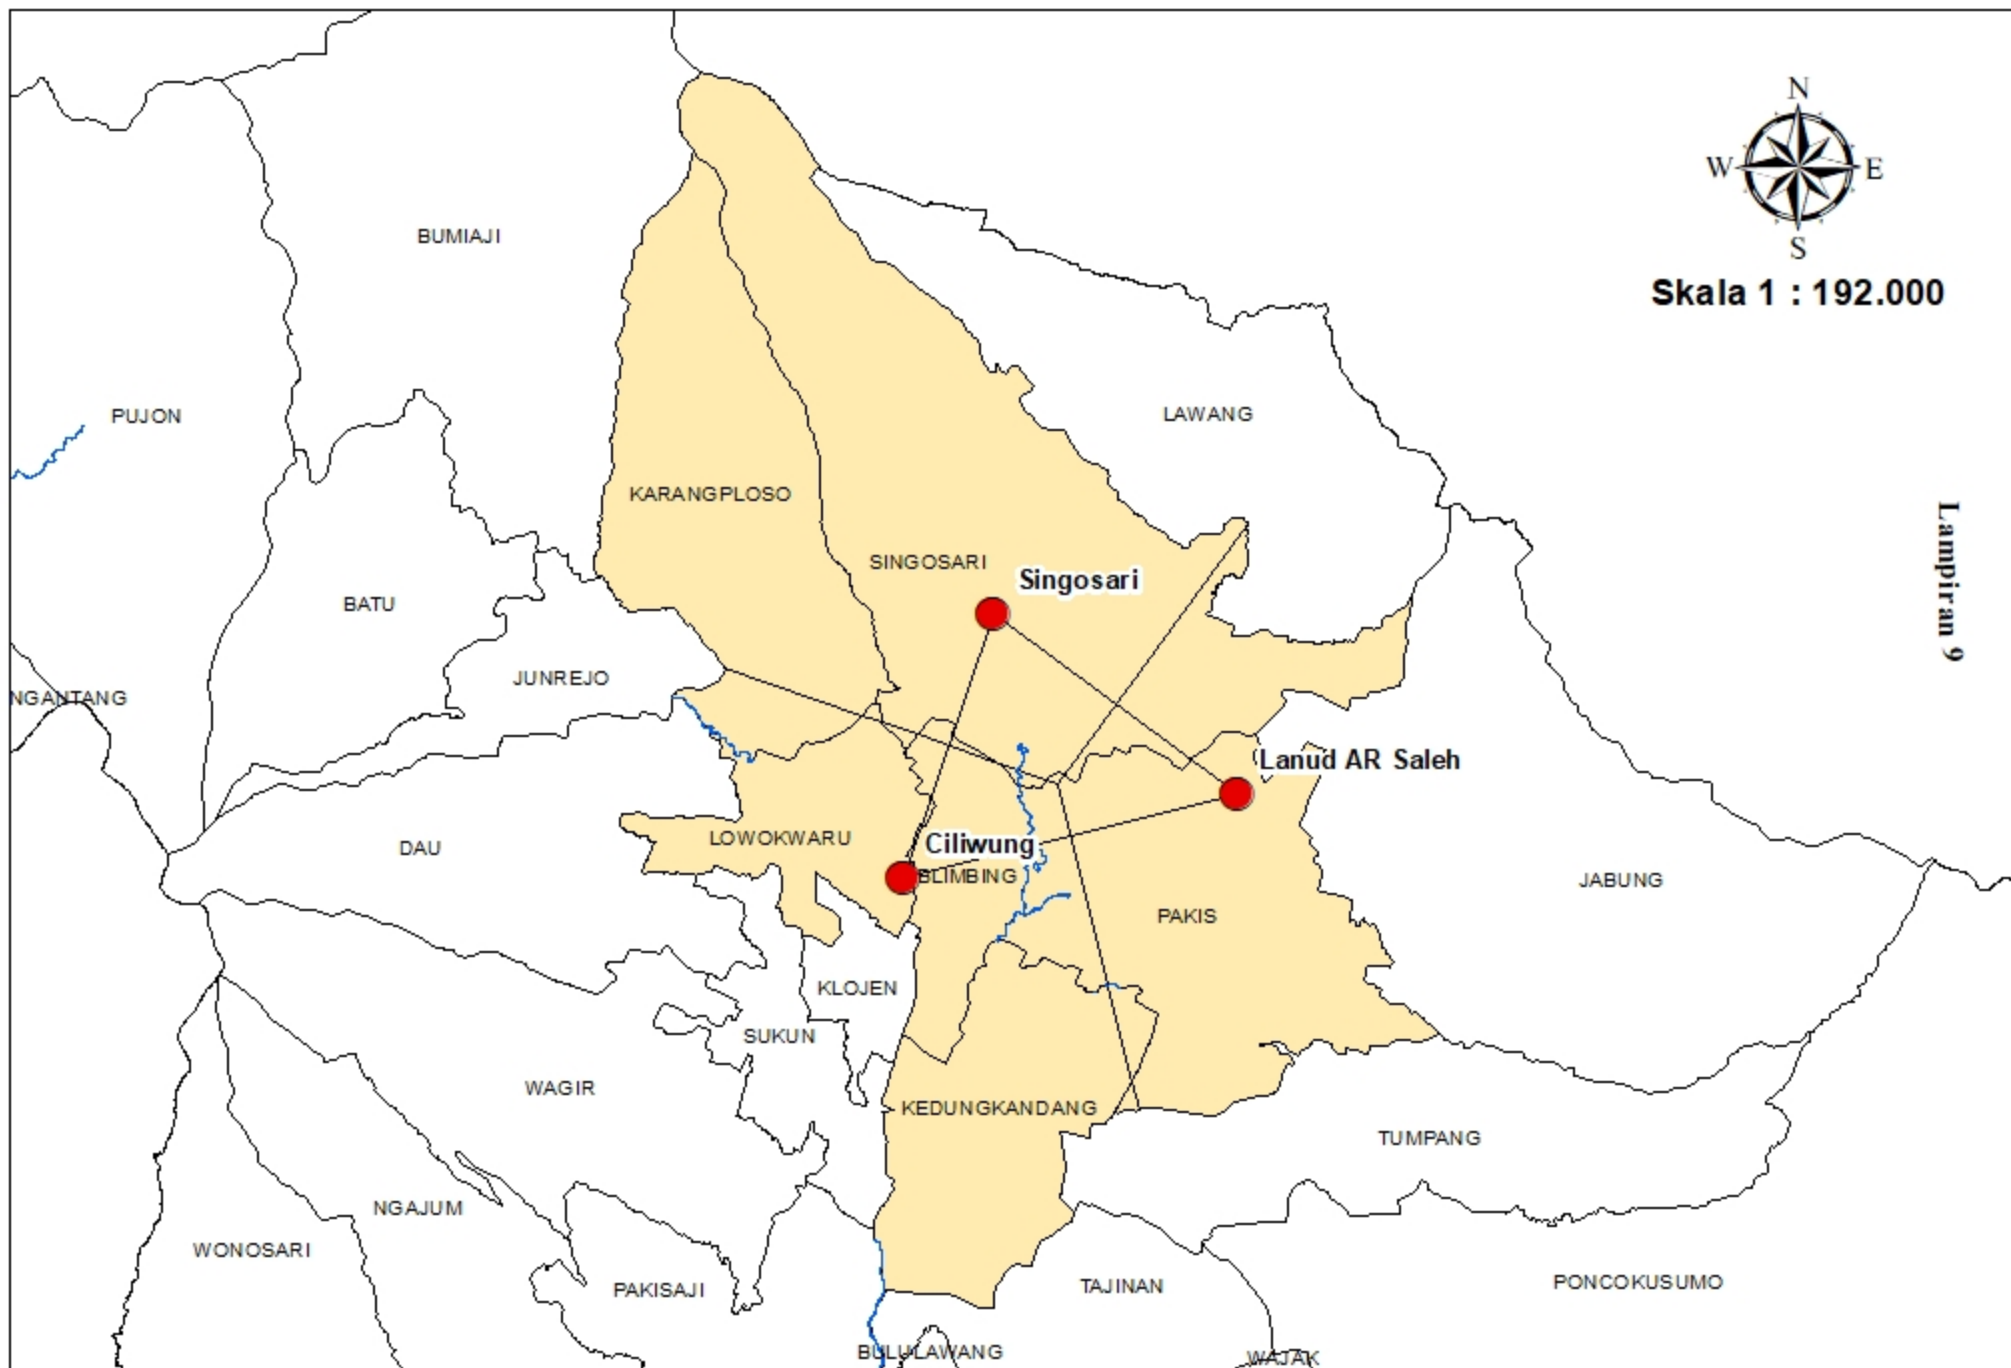 N
W
E
S
Skala 1 : 192.000
BUMIAJI
PUJON
LAWANG
KARANGPLOSO
SINGOSARI
Singosari
BATU
Lampiran 9
JUNREJO
NGANTANG
Lanud AR Saleh
DAU
LOWOKWARU
Ciliwung
BLIMBING
JABUNG
PAKIS
KLOJEN
SUKUN
WAGIR
KEDUNGKANDANG
TUMPANG
NGAJUM
WONOSARI
PAKISAJI
TAJINAN
PONCOKUSUMO
BULULAWANG
WAJAK